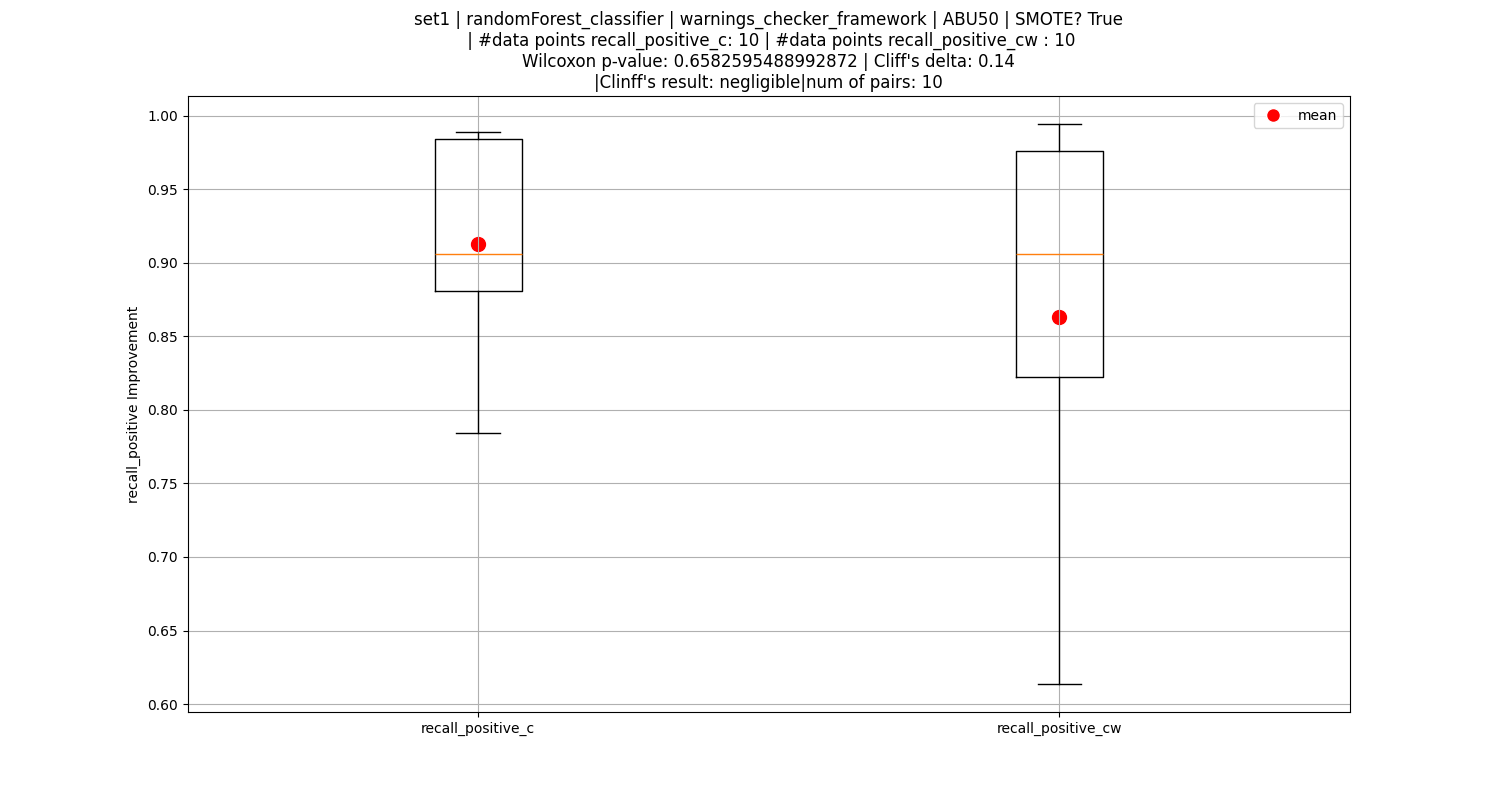 set1 | randomForest_classifier | warnings_checker_framework | ABU50 | SMOTE? True
| #data points recall_positive_c: 10 | #data points recall_positive_cw : 10
Wilcoxon p-value: 0.6582595488992872 | Cliff's delta: 0.14
|Clinff's result: negligible|num of pairs: 10
mean
1.00
0.95
0.90
0.85
0.80
0.75
0.70
0.65
0.60
recall_positive Improvement
recall_positive_c
recall_positive_cw